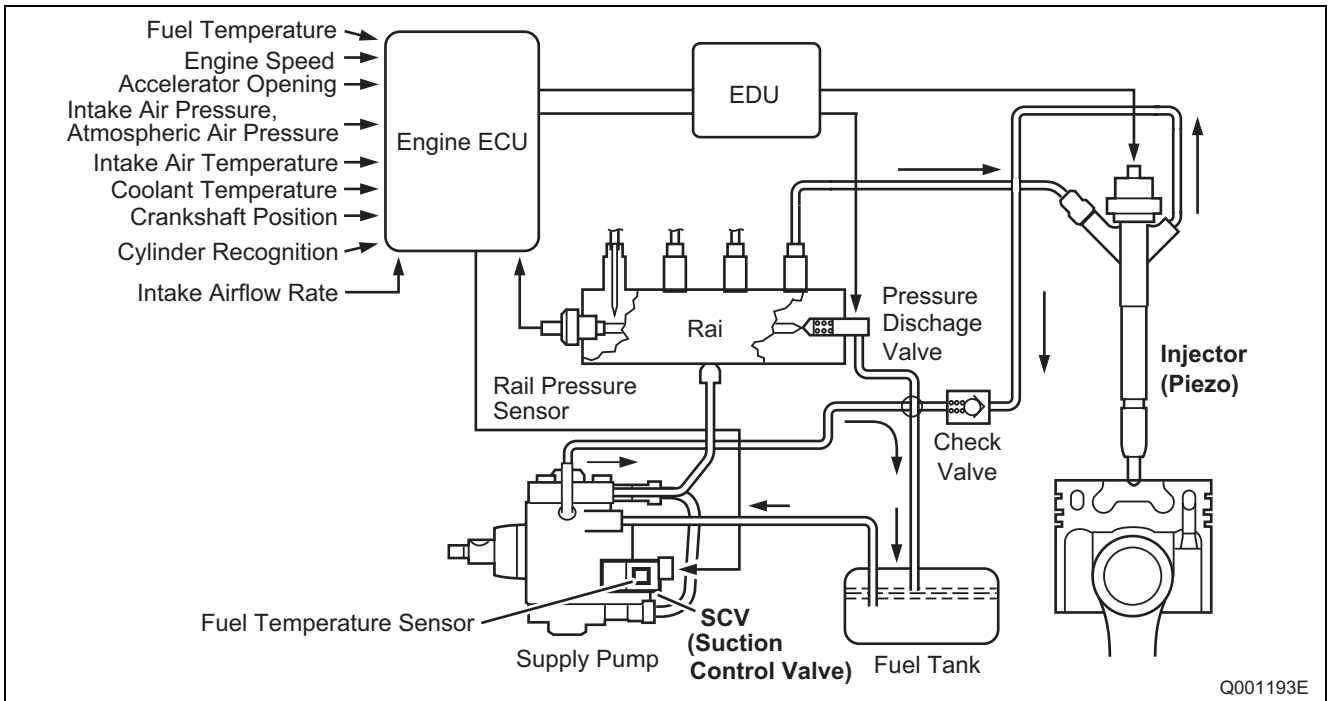 Fuel Temperature
Engine Speed
Accelerator Opening
Intake Air Pressure,
Atmospheric Air Pressure
Intake Air Temperature
Coolant Temperature
Crankshaft Position
Cylinder Recognition
Intake Airflow Rate
Engine ECU
EDU
Rai
Pressure
Dischage
Valve
Rail Pressure
Sensor
Injector
(Piezo)
Check
Valve
Fuel Temperature Sensor
Supply Pump
SCV
(Suction
Control Valve)
Fuel Tank
Q001193E